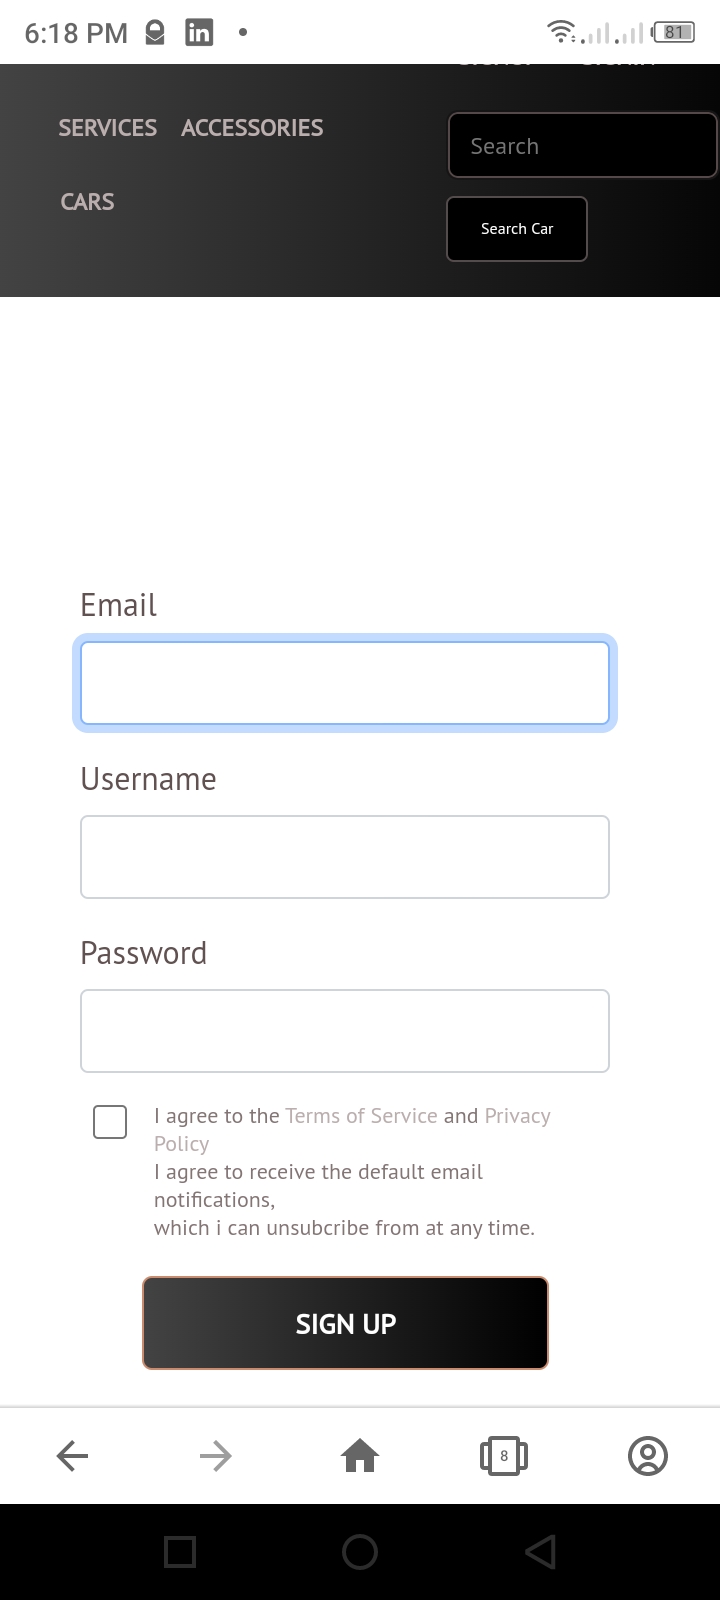 6:18 PM
in
81
SERVICES ACCESSORIES
Search
CARS
Search Car
Email
Username
Password
I agree to the Terms of Service and Privacy
Policy
I agree to receive the default email
notifications,
which i can unsubcribe from at any time.
SIGN UP
8